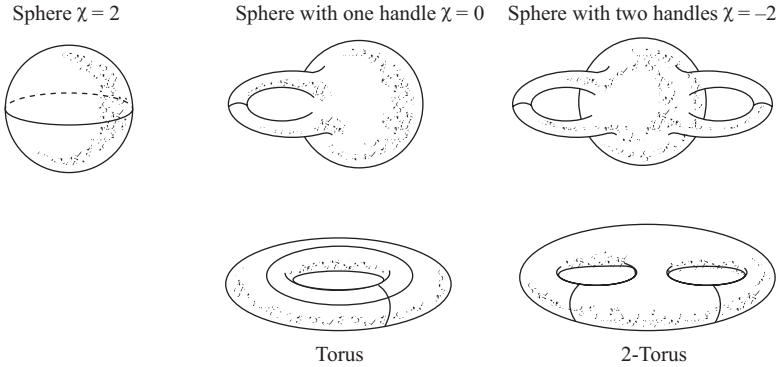 Sphere χ = 2
Sphere with one handle χ = 0
Sphere with two handles χ = –2
Torus
2-Torus